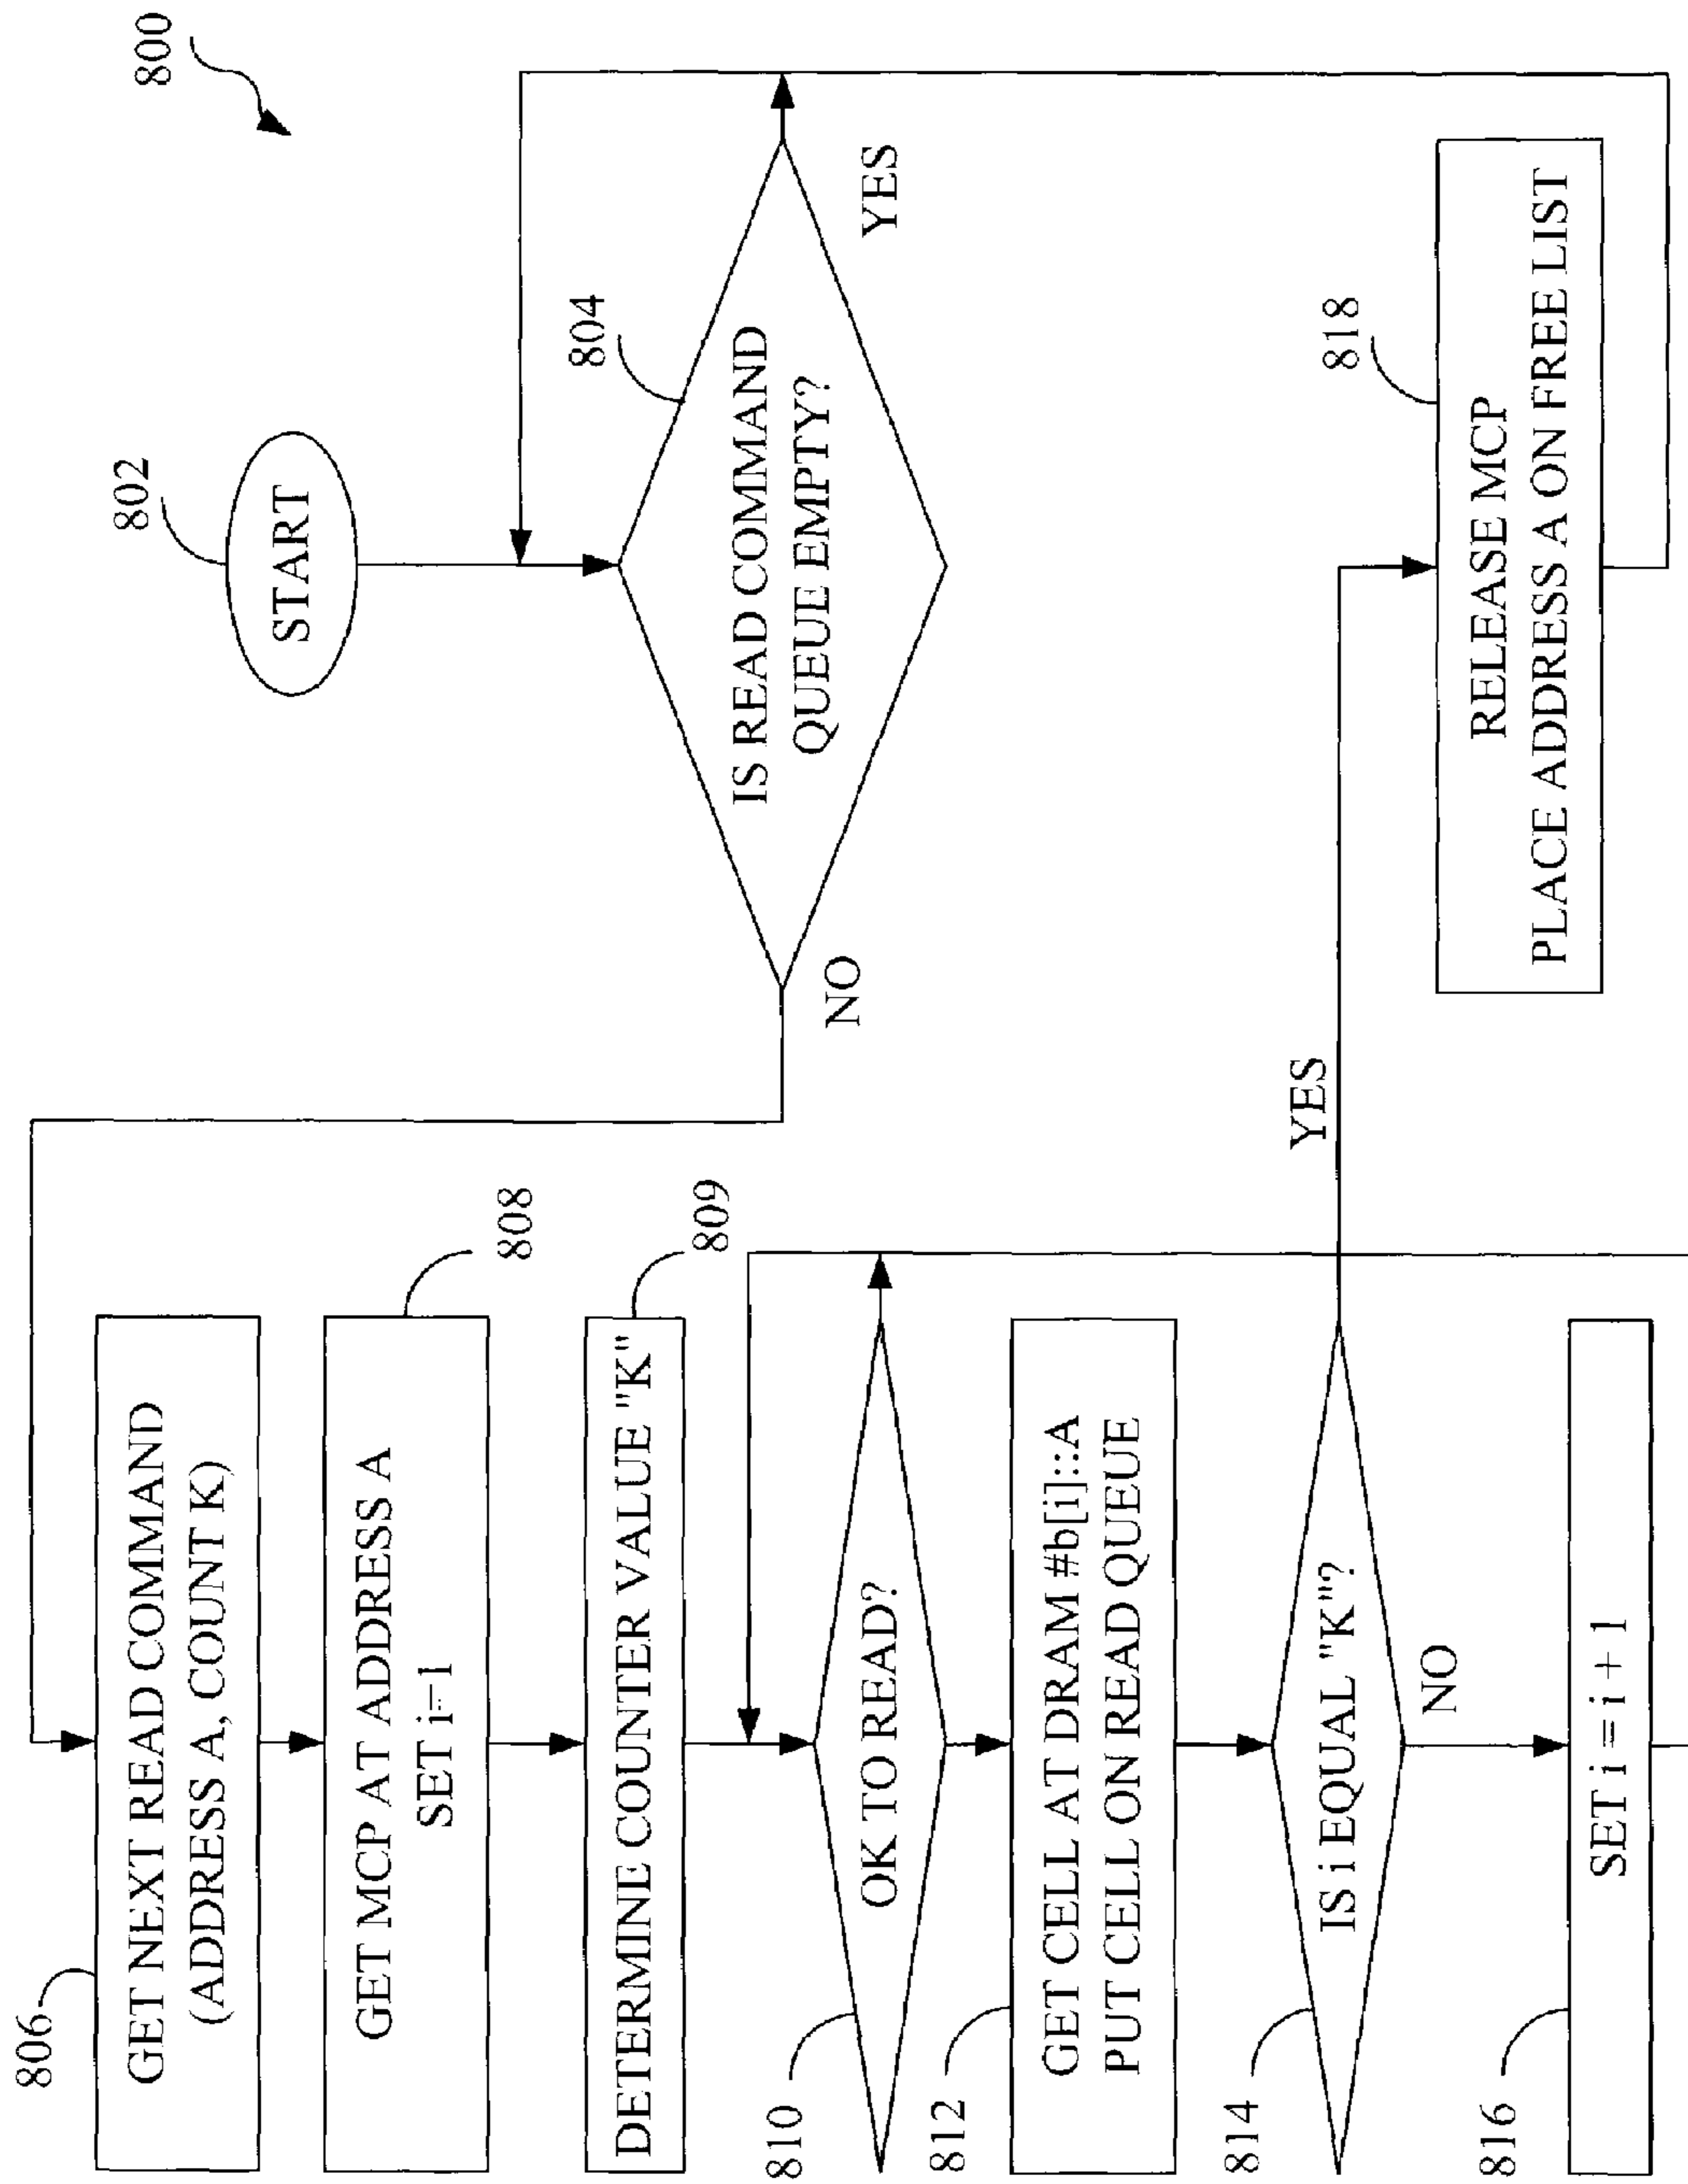 800
802
START
804
IS READ COMMAND
QUEUE EMPTY?
YES
NO
806
GET NEXT READ COMMAND
(ADDRESS A, COUNT K)
808
GET MCP AT ADDRESS A
SET i=1
809
DETERMINE COUNTER VALUE "K"
810
OK TO READ?
812
GET CELL AT DRAM #b[i]::A
PUT CELL ON READ QUEUE
814
IS i EQUAL "K"?
YES
NO
816
SET i = i + 1
818
RELEASE MCP
PLACE ADDRESS A ON FREE LIST